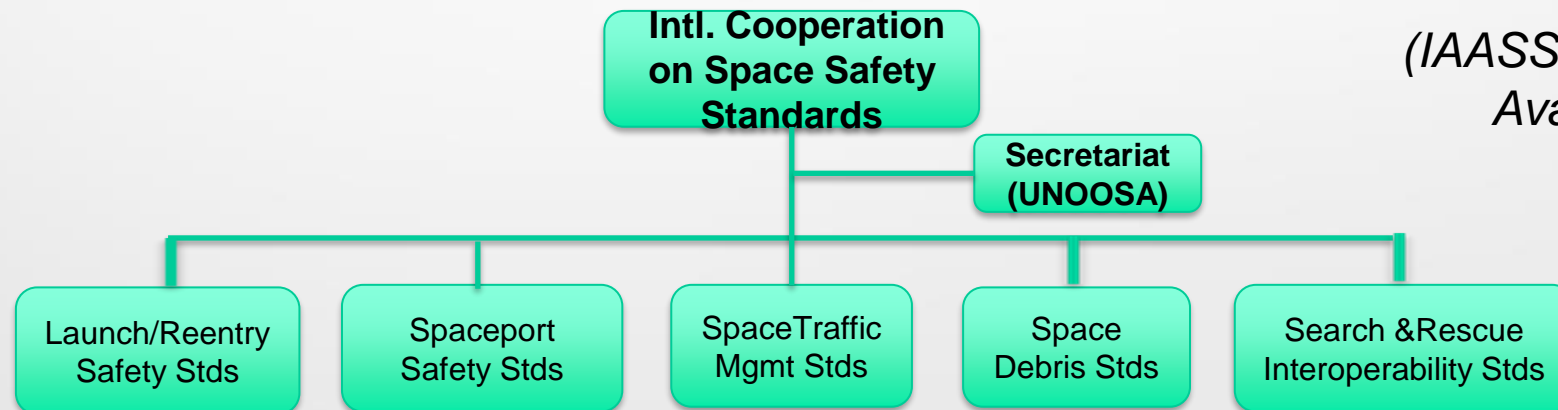 Intl. Cooperation
on Space Safety
Standards
(IAASS
Secretariat
(UNOOSA)
Launch/Reentry
Safety Stds
Spaceport
Safety Stds
SpaceTraffic
Mgmt Stds
Space
Debris Stds
Search &Rescue
Interoperability Stds